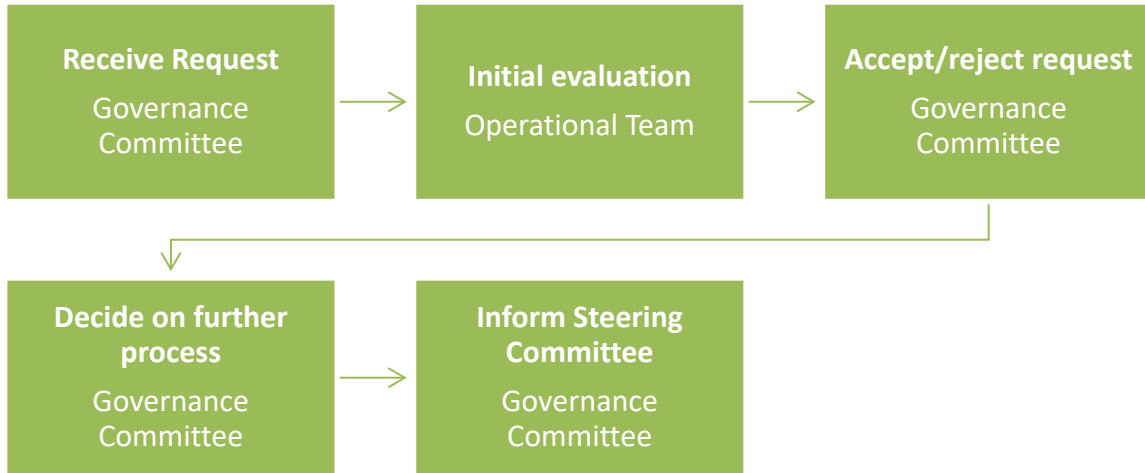 Receive Request
Governance
Committee
Initial evaluation
Operational Team
Accept/reject request
Governance
Committee
Decide on further
process
Governance
Committee
Inform Steering
Committee
Governance
Committee